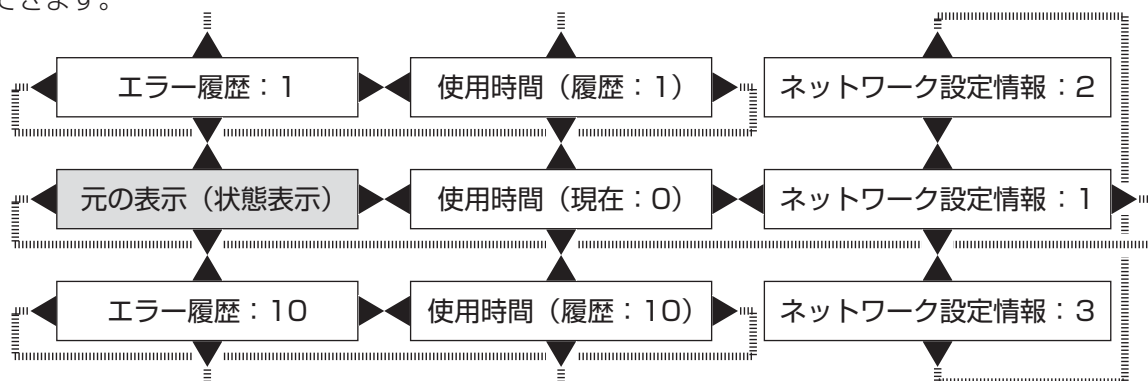 できます。
エラー履歴：1
使用時間（履歴：1）
ネットワーク設定情報：2
元の表示（状態表示）
使用時間（現在：0）
ネットワーク設定情報：1
エラー履歴：10
使用時間（履歴：10）
ネットワーク設定情報：3